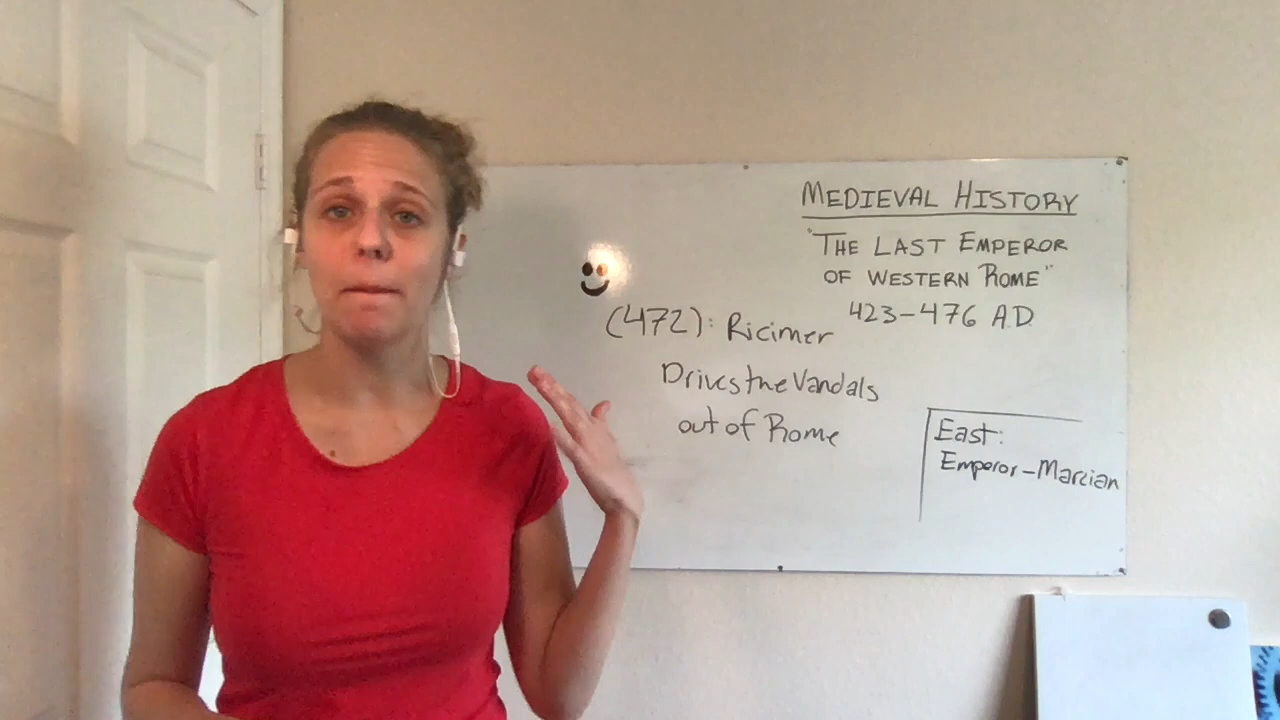 MEDIEVAL HISTORY
"THE LAST EMPEROR
OF WESTERN ROME"
423-476 A.D.
(472): Ricimer
Drives the Vandals
out of Rome
East:
Emperor-Marcian